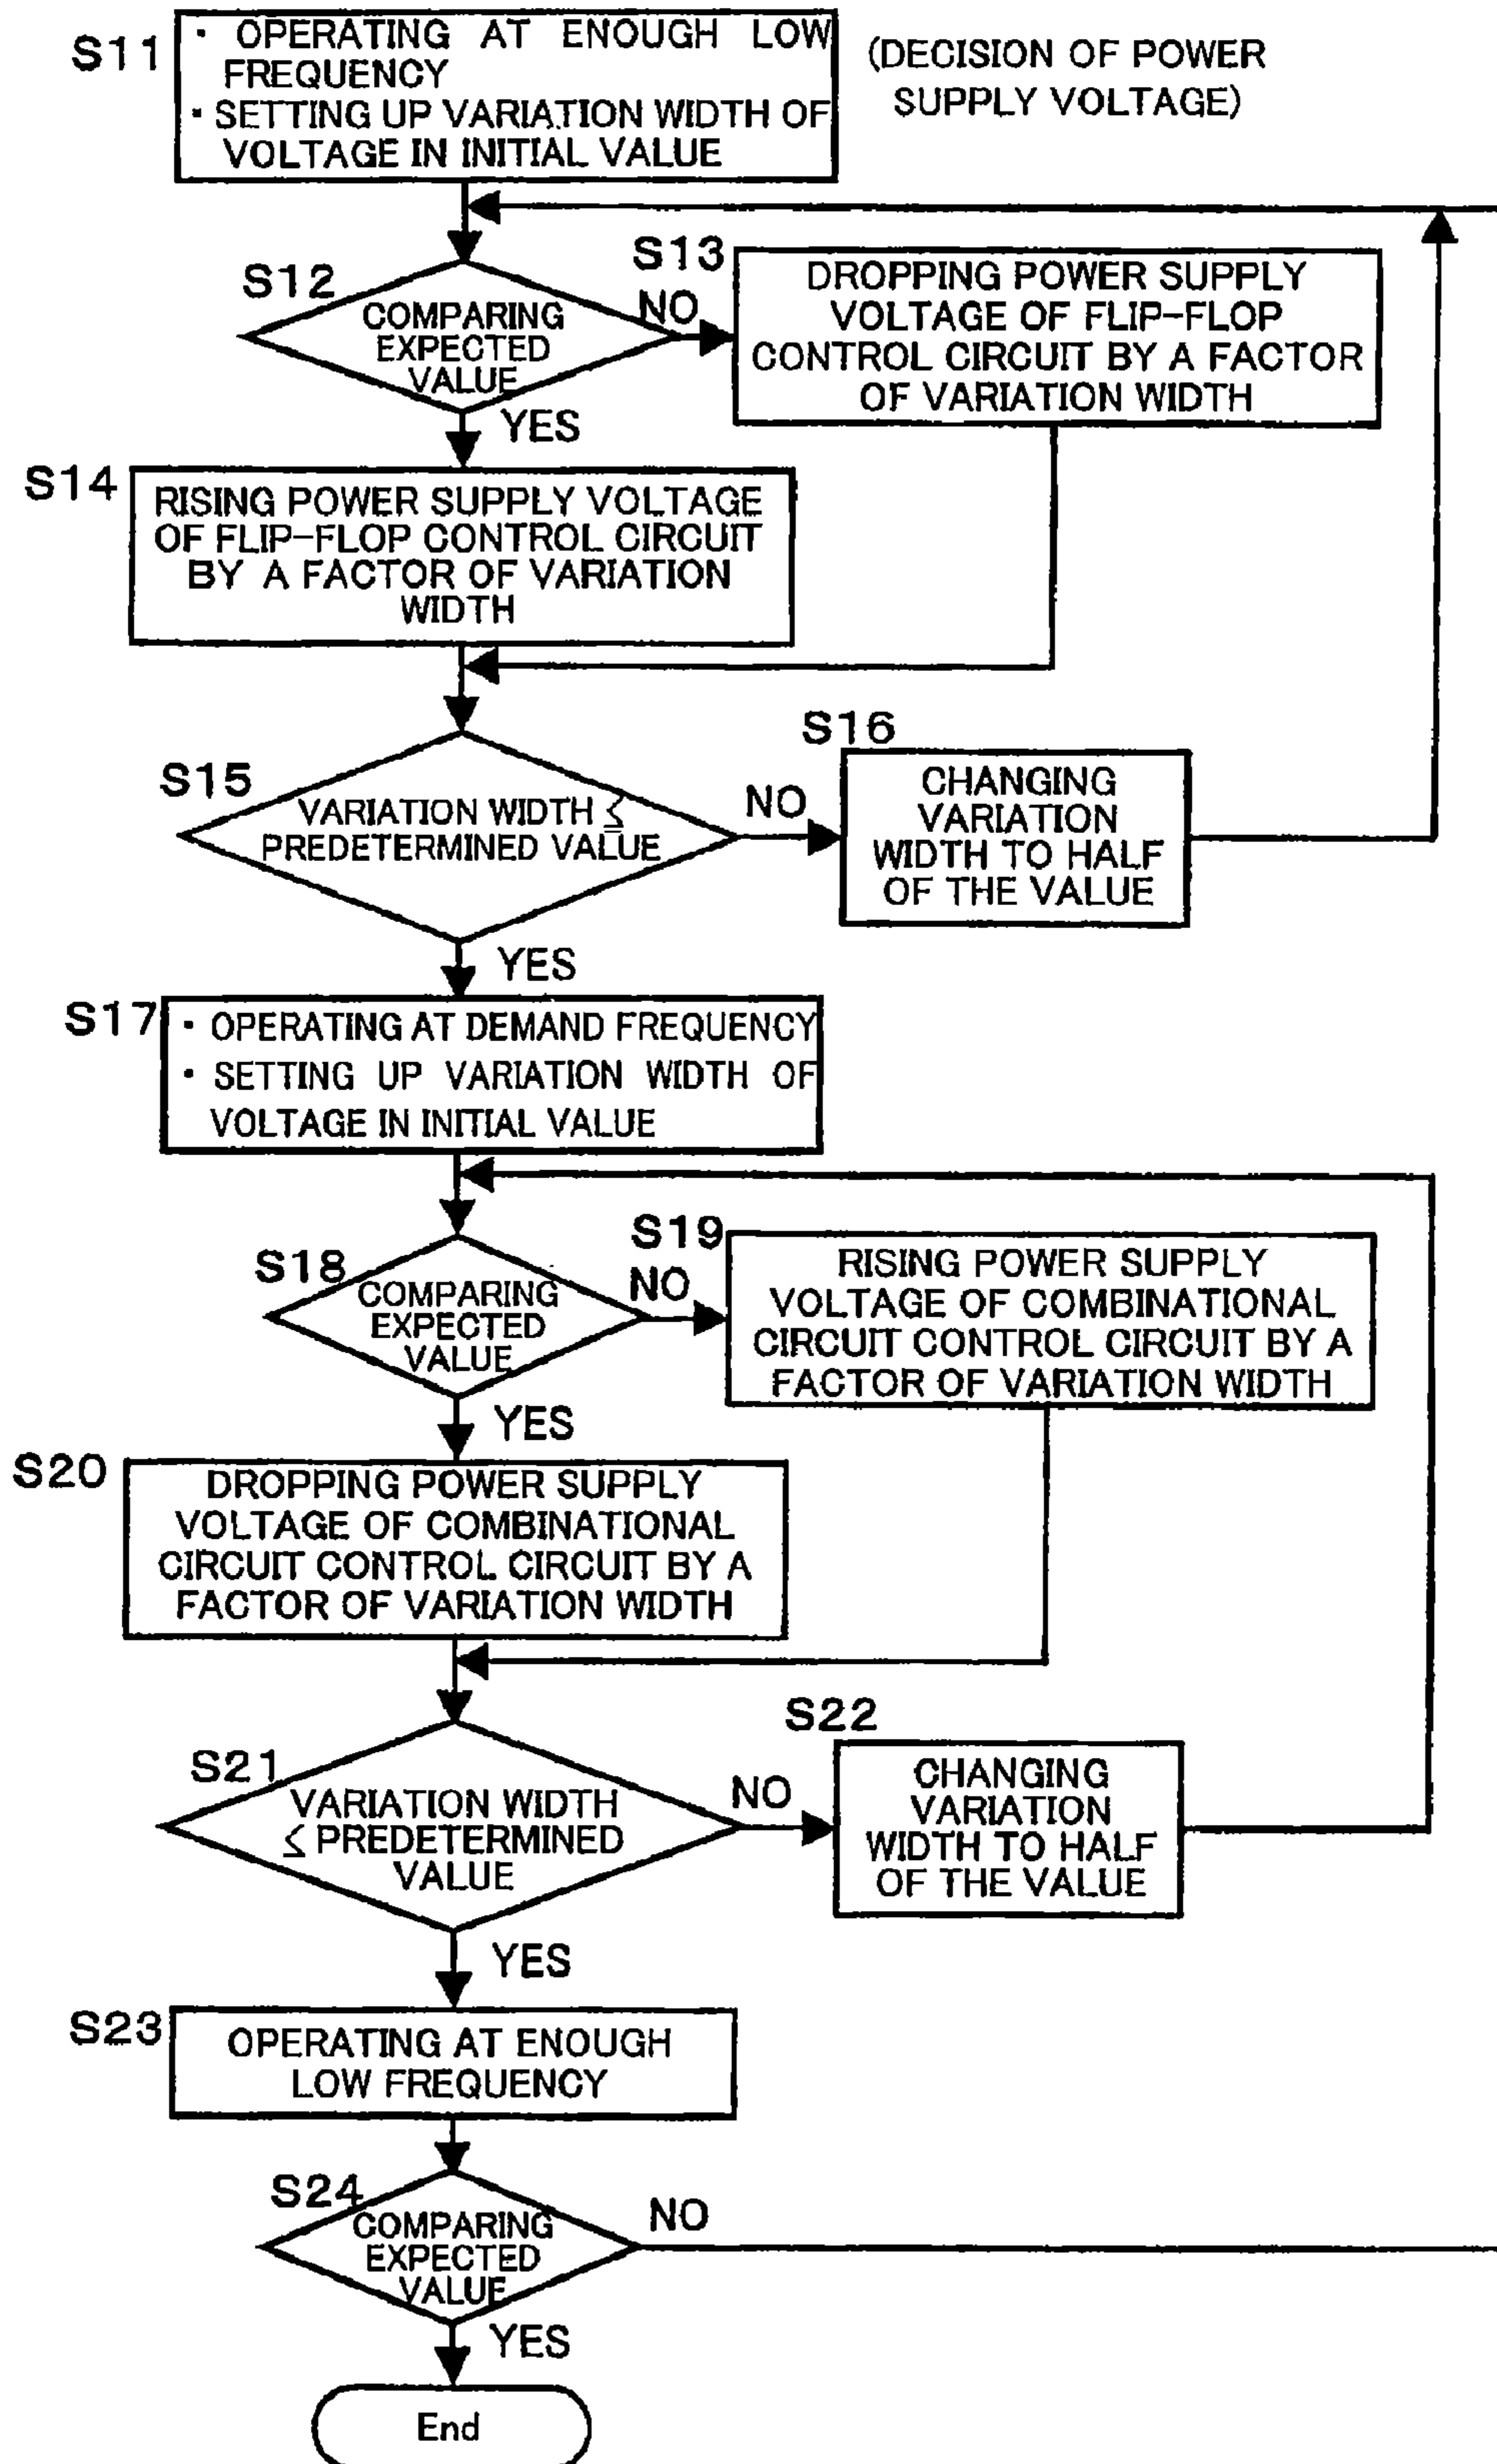 S11
・ OPERATING AT ENOUGH LOW
FREQUENCY
・ SETTING UP VARIATION WIDTH OF
VOLTAGE IN INITIAL VALUE
(DECISION OF POWER
SUPPLY VOLTAGE)
S12
COMPARING
EXPECTED
VALUE
NO
YES
S13
DROPPING POWER SUPPLY
VOLTAGE OF FLIP-FLOP
CONTROL CIRCUIT BY A FACTOR
OF VARIATION WIDTH
S14
RISING POWER SUPPLY VOLTAGE
OF FLIP-FLOP CONTROL CIRCUIT
BY A FACTOR OF VARIATION
WIDTH
S15
VARIATION WIDTH ≦
PREDETERMINED VALUE
NO
YES
S16
CHANGING
VARIATION
WIDTH TO HALF
OF THE VALUE
S17
・ OPERATING AT DEMAND FREQUENCY
・ SETTING UP VARIATION WIDTH OF
VOLTAGE IN INITIAL VALUE
S18
COMPARING
EXPECTED
VALUE
NO
YES
S19
RISING POWER SUPPLY
VOLTAGE OF COMBINATIONAL
CIRCUIT CONTROL CIRCUIT BY A
FACTOR OF VARIATION WIDTH
S20
DROPPING POWER SUPPLY
VOLTAGE OF COMBINATIONAL
CIRCUIT CONTROL CIRCUIT BY A
FACTOR OF VARIATION WIDTH
S21
VARIATION WIDTH
≦ PREDETERMINED
VALUE
NO
YES
S22
CHANGING
VARIATION
WIDTH TO HALF
OF THE VALUE
S23
OPERATING AT ENOUGH
LOW FREQUENCY
S24
COMPARING
EXPECTED
VALUE
NO
YES
End